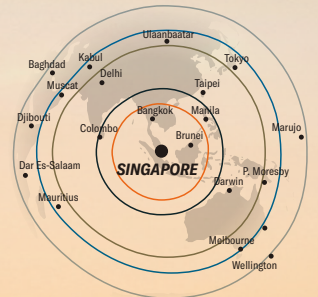 Ulaanbaatar
Kabul
Tokyo
Baghdad
Delhi
Muscat
Taipei
Djibouti
Bangkok
Manila
Colombo
Marujo
Brunei
Dar Es-Salaam
SINGAPORE
P. Moresby
Darwin
Mauritius
Melbourne
Wellington